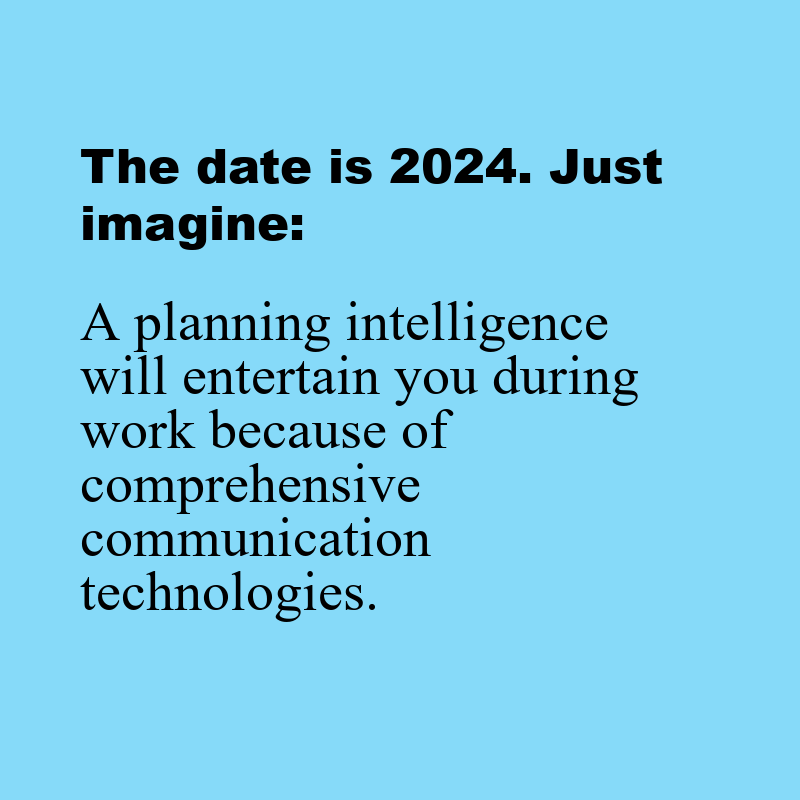 The date is 2024. Just
imagine:
A planning intelligence
will entertain you during
work because of
comprehensive
communication
technologies.